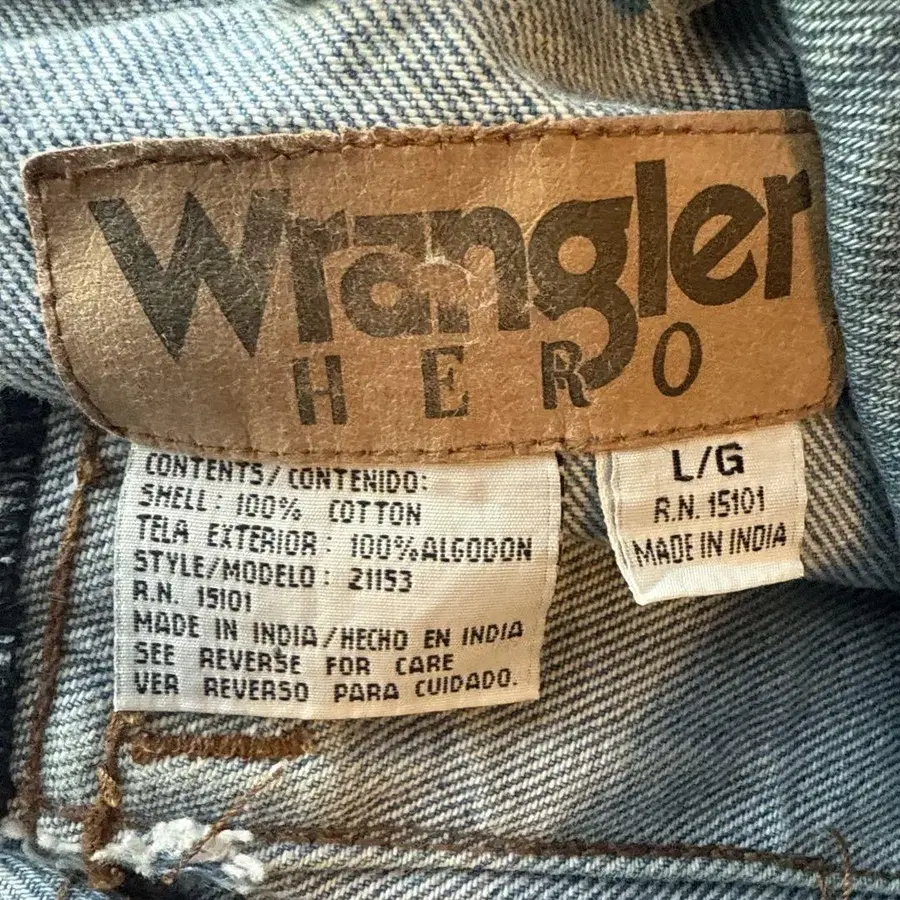 Wrangler
HERO
CONTENTS/CONTENIDO:
SHELL: 100% COTTON
TELA EXTERIOR: 100% ALGODON
STYLE/MODELO: 21153
R.N. 15101
MADE IN INDIA/HECHO EN INDIA
SEE REVERSE FOR CARE
VER REVERSO PARA CUIDADO.
L/G
R.N. 15101
MADE IN INDIA